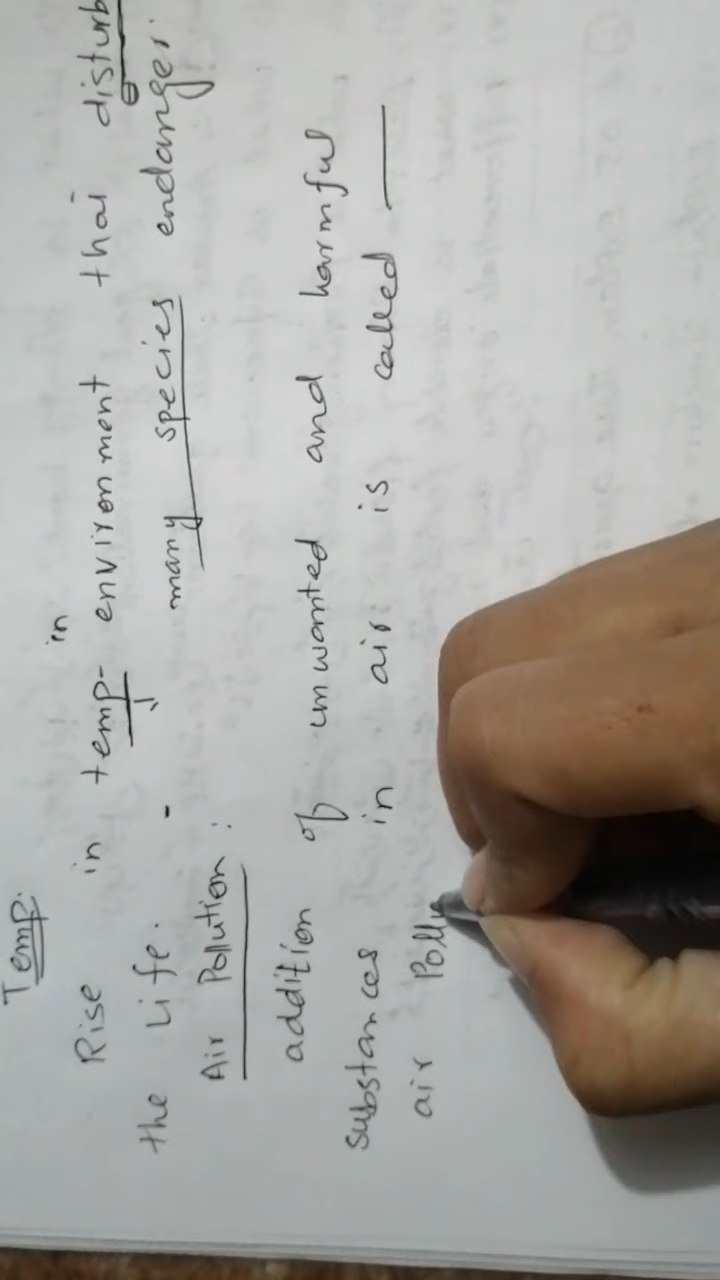 Temp.
in
Rise in temp- environment that disturb
the Life. - many species endanger.
Air Pollution :
addition of unwanted and harmful
substances in air is called —
air Pollu